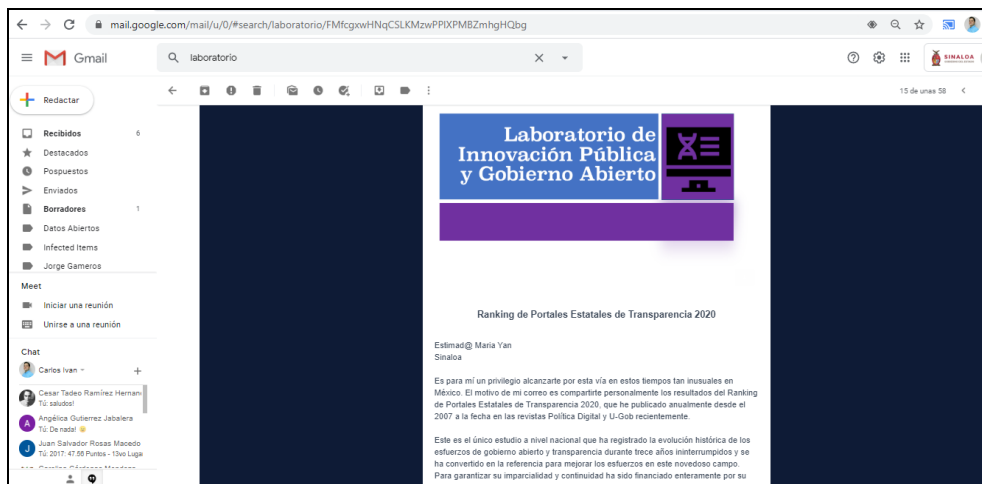 mail.google.com/mail/u/0/#search/laboratorio/FMfcgxwHNqCSLKMzwPPlXPMBZmhgHQbg
Gmail
laboratorio
SINALOA
Redactar
15 de unas 58
Recibidos 6
Destacados
Pospuestos
Enviados
Borradores 1
Datos Abiertos
Infected Items
Jorge Gameros
Meet
Iniciar una reunión
Unirse a una reunión
Chat
Carlos Ivan
Cesar Tadeo Ramírez Hernan
Tú: saludos!
A
Angélica Gutierrez Jabalera
Tú: De nada!
J
Juan Salvador Rosas Macedo
Tú: 2017: 47.56 Puntos - 13vo Luga
Laboratorio de
Innovación Pública
y Gobierno Abierto
Ranking de Portales Estatales de Transparencia 2020
Estimad@ Maria Yan
Sinaloa
Es para mí un privilegio alcanzarte por esta vía en estos tiempos tan inusuales en
México. El motivo de mi correo es compartirte personalmente los resultados del Ranking
de Portales Estatales de Transparencia 2020, que he publicado anualmente desde el
2007 a la fecha en las revistas Política Digital y U-Gob recientemente.
Este es el único estudio a nivel nacional que ha registrado la evolución histórica de los
esfuerzos de gobierno abierto y transparencia durante trece años ininterrumpidos y se
ha convertido en la referencia para mejorar los esfuerzos en este novedoso campo.
Para garantizar su imparcialidad y continuidad ha sido financiado enteramente por su